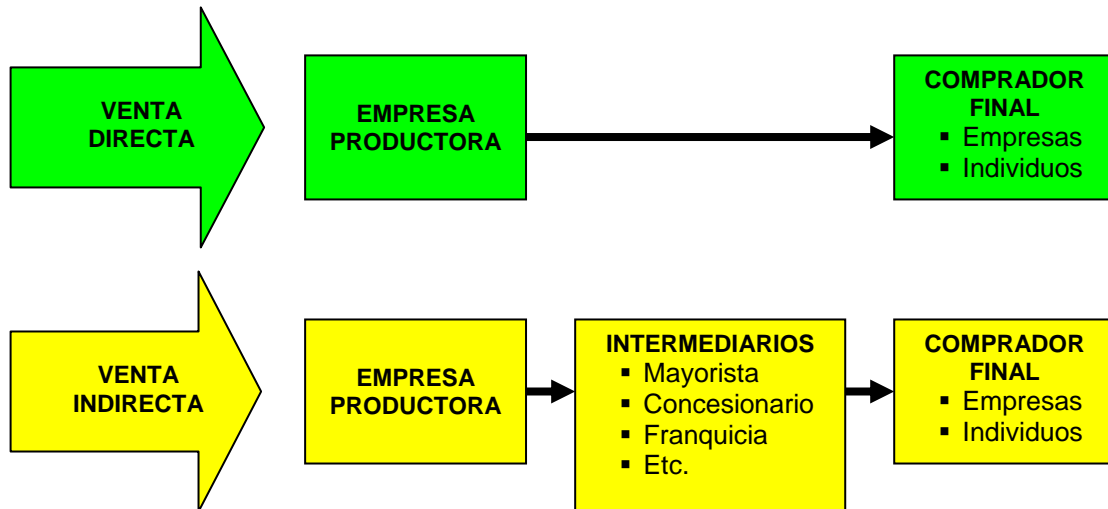 VENTA
DIRECTA
EMPRESA
PRODUCTORA
COMPRADOR
FINAL
▪ Empresas
▪ Individuos
VENTA
INDIRECTA
EMPRESA
PRODUCTORA
INTERMEDIARIOS
▪ Mayorista
▪ Concesionario
▪ Franquicia
▪ Etc.
COMPRADOR
FINAL
▪ Empresas
▪ Individuos